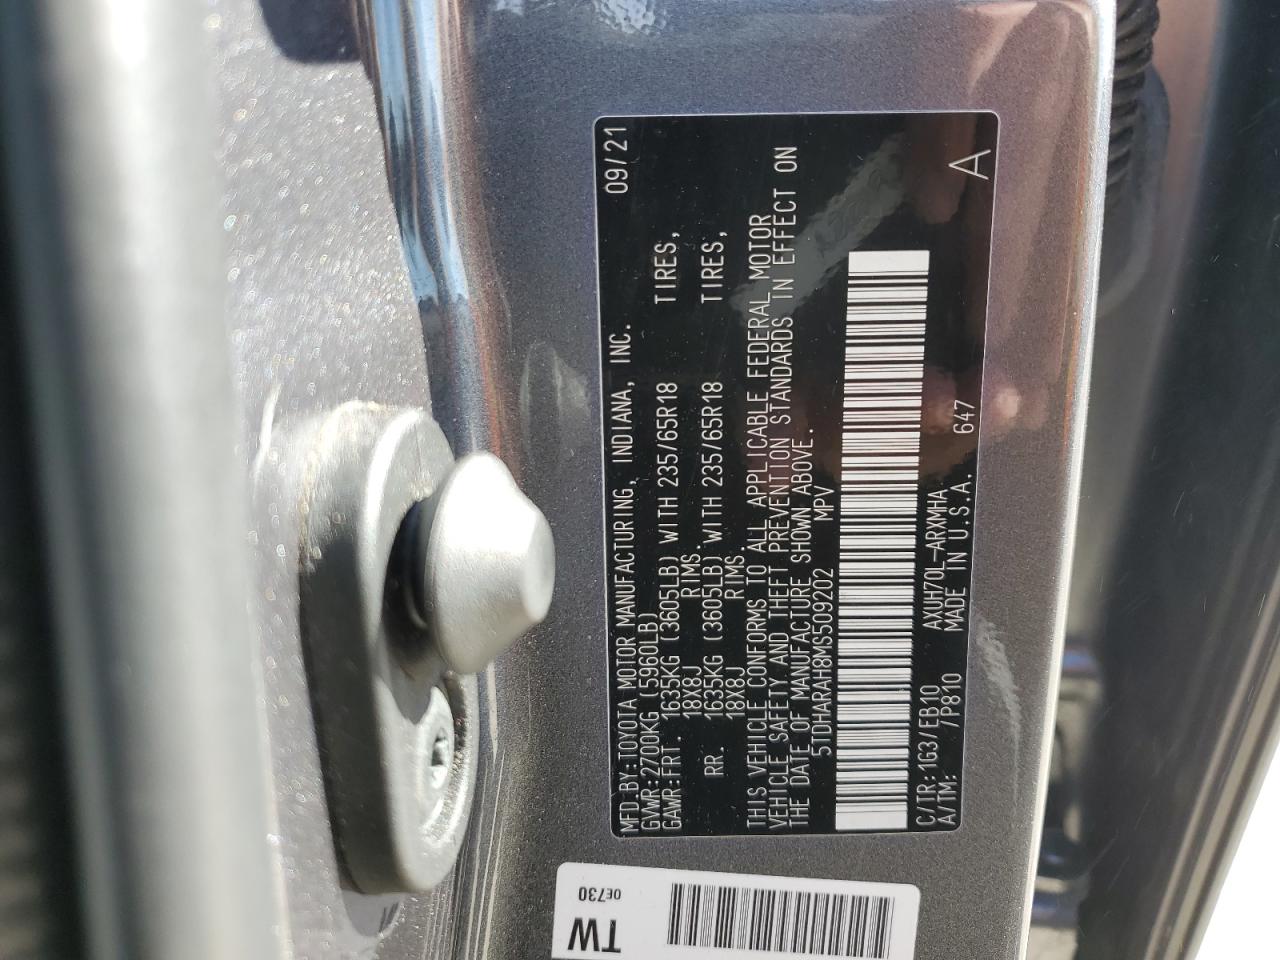 MFD.BY:TOYOTA MOTOR MANUFACTURING, INDIANA, INC. 09/21
GVWR:2700KG (5960LB)
GAWR:FRT. 1635KG (3605LB) WITH 235/65R18 TIRES,
18X8J RIMS.
RR. 1635KG (3605LB) WITH 235/65R18 TIRES,
18X8J RIMS.
THIS VEHICLE CONFORMS TO ALL APPLICABLE FEDERAL MOTOR
VEHICLE SAFETY AND THEFT PREVENTION STANDARDS IN EFFECT ON
THE DATE OF MANUFACTURE SHOWN ABOVE.
5TDHARAH8MS509202 MPV
C/TR:1G3/EB10 AXUH70L-ARXMHA
A/TM: /P810 MADE IN U.S.A. 647 A
TW
0E730